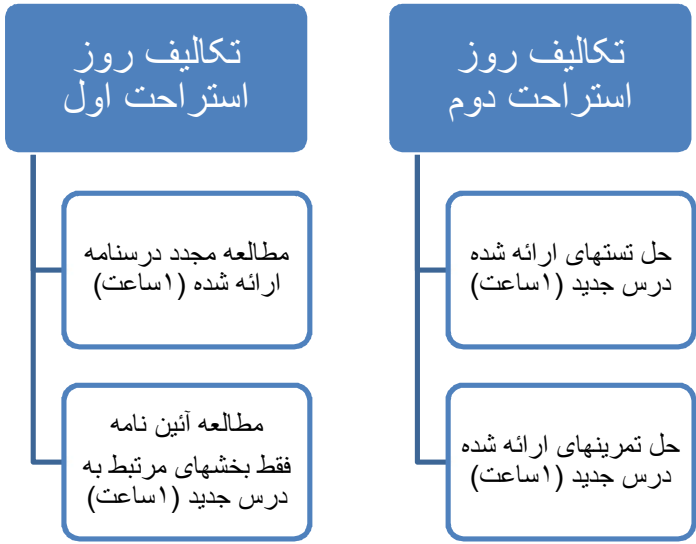 تکالیف روز
استراحت اول
مطالعه مجدد درسنامه
ارائه شده (۱ساعت)
مطالعه آئین نامه
فقط بخشهای مرتبط به
درس جدید (۱ساعت)
تکالیف روز
استراحت دوم
حل تستهای ارائه شده
درس جدید (۱ساعت)
حل تمرینهای ارائه شده
درس جدید (۱ساعت)